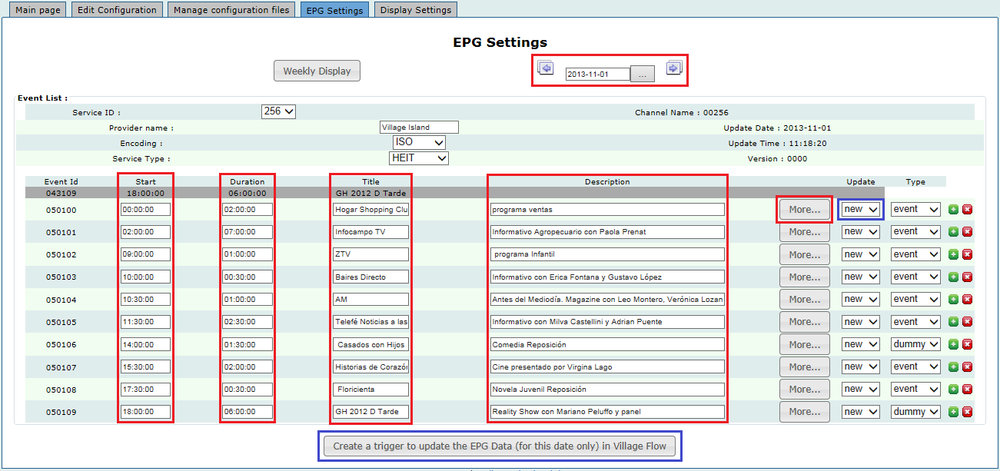 Main page Edit Configuration Manage configuration files EPG Settings Display Settings
EPG Settings
Weekly Display 2013-11-01 ...
Event List :
Service ID : 256 Channel Name : 00256
Provider name : Village Island Update Date : 2013-11-01
Encoding : ISO Update Time : 11:18:20
Service Type : HEIT Version : 0000
Event Id Start Duration Title Description Update Type
043109 18:00:00 06:00:00 GH 2012 D Tarde
050100 00:00:00 02:00:00 Hogar Shopping Clu programa ventas More... new event
050101 02:00:00 07:00:00 Infocampo TV Informativo Agropecuario con Paola Prenat More... new event
050102 09:00:00 01:00:00 ZTV programa Infantil More... new event
050103 10:00:00 00:30:00 Baires Directo Informativo con Erica Fontana y Gustavo López More... new event
050104 10:30:00 01:00:00 AM Antes del Mediodía. Magazine con Leo Montero, Verónica Lozan More... new event
050105 11:30:00 02:30:00 Telefé Noticias a las Informativo con Milva Castellini y Adrian Puente More... new event
050106 14:00:00 01:30:00 Casados con Hijos Comedia Reposición More... new dummy
050107 15:30:00 02:00:00 Historias de Corazón Cine presentado por Virgina Lago More... new event
050108 17:30:00 00:30:00 Floricienta Novela Juvenil Reposición More... new event
050109 18:00:00 06:00:00 GH 2012 D Tarde Reality Show con Mariano Peluffo y panel More... new dummy
Create a trigger to update the EPG Data (for this date only) in Village Flow